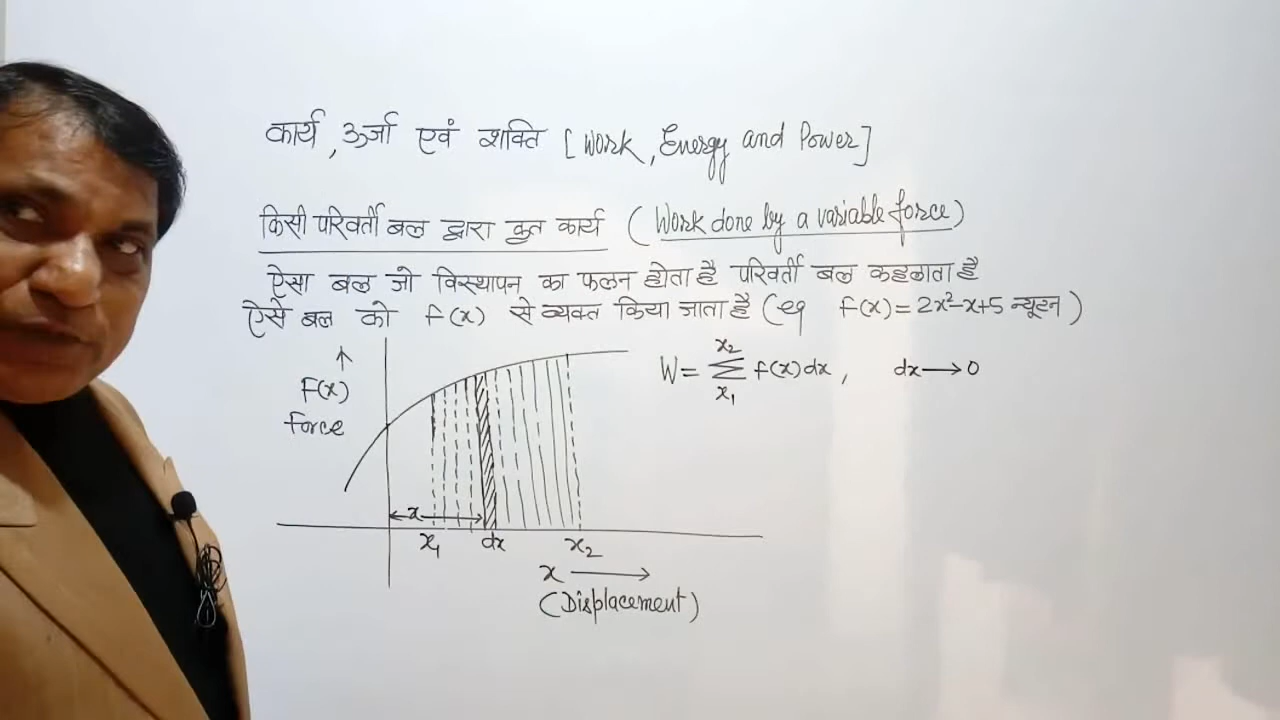 कार्य, ऊर्जा एवं शक्ति [Work, Energy and Power]
किसी परिवर्ती बल द्वारा कृत कार्य (Work done by a variable force)
ऐसा बल जो विस्थापन का फलन होता है परिवर्ती बल कहलाता है
ऐसे बल को f(x) से व्यक्त किया जाता है (eg f(x) = 2x²-x+5 न्यूटन)
↑
F(x)
force
W = Σ f(x) dx, dx → 0
x₂
x₁
x
x₁ dx x₂
x →
(Displacement)